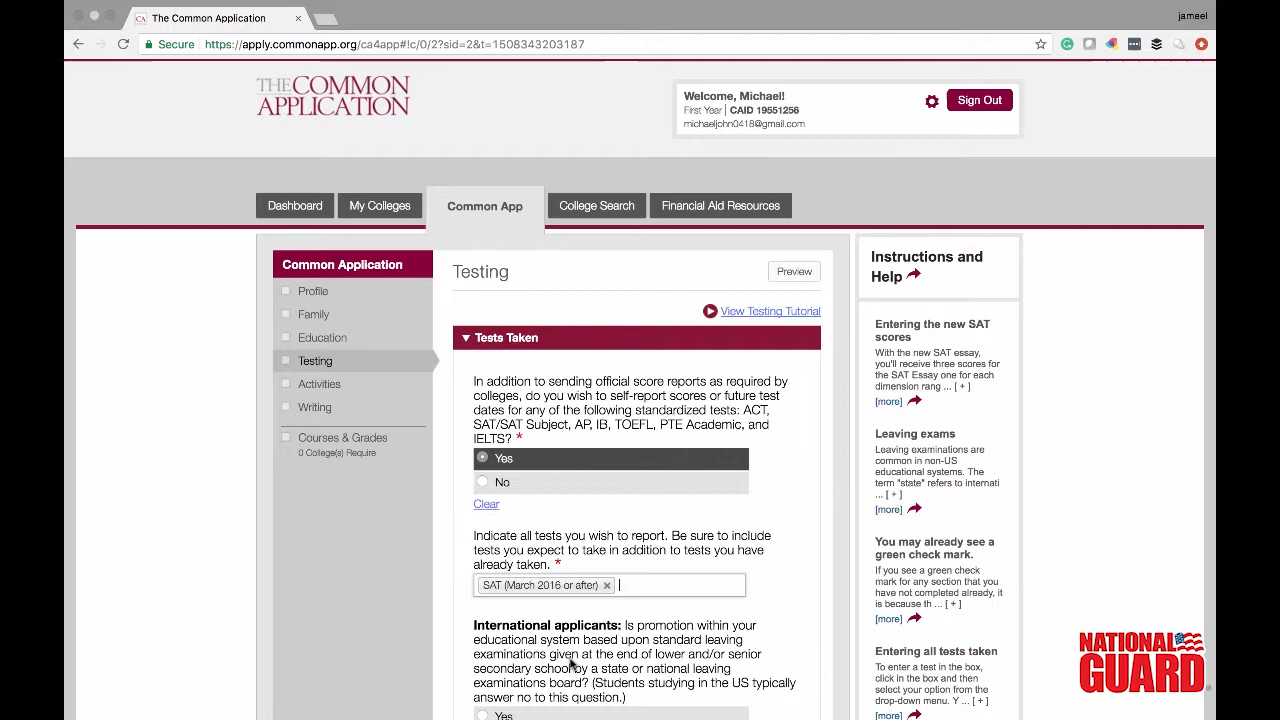 The Common Application
jameel
Secure
https://apply.commonapp.org/ca4app#!c/0/2?sid=2&t=1508343203187
THE COMMON
APPLICATION
Welcome, Michael!
First Year | CAID 19551256
michaeljohn0418@gmail.com
Sign Out
Dashboard
My Colleges
Common App
College Search
Financial Aid Resources
Common Application
Profile
Family
Education
Testing
Activities
Writing
Courses & Grades
0 College(s) Require
Testing
Preview
View Testing Tutorial
Tests Taken
In addition to sending official score reports as required by
colleges, do you wish to self-report scores or future test
dates for any of the following standardized tests: ACT,
SAT/SAT Subject, AP, IB, TOEFL, PTE Academic, and
IELTS? *
Yes
No
Clear
Indicate all tests you wish to report. Be sure to include
tests you expect to take in addition to tests you have
already taken. *
SAT (March 2016 or after) ×
International applicants: Is promotion within your
educational system based upon standard leaving
examinations given at the end of lower and/or senior
secondary school by a state or national leaving
examinations board? (Students studying in the US typically
answer no to this question.)
Yes
Instructions and
Help
Entering the new SAT
scores
With the new SAT essay,
you'll receive three scores for
the SAT Essay one for each
dimension rang ... [ + ]
[more]
Leaving exams
Leaving examinations are
common in non-US
educational systems. The
term "state" refers to internati
... [ + ]
[more]
You may already see a
green check mark.
If you see a green check
mark for any section that you
have not completed already, it
is because th ... [ + ]
[more]
Entering all tests taken
To enter a test in the box,
click in the box and then
select your option from the
drop-down menu. Y ... [ + ]
[more]
NATIONAL
GUARD